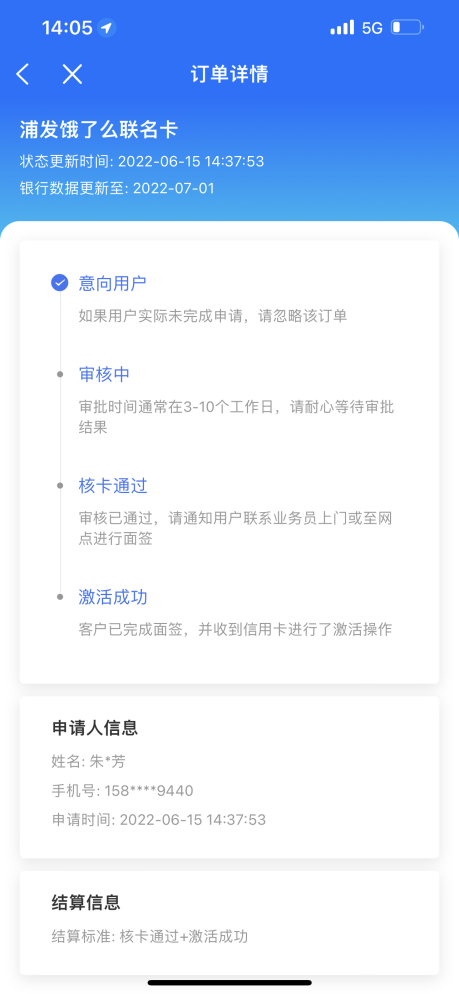 14:05
5G
订单详情
浦发饿了么联名卡
状态更新时间: 2022-06-15 14:37:53
银行数据更新至: 2022-07-01
意向用户
如果用户实际未完成申请，请忽略该订单
审核中
审批时间通常在3-10个工作日，请耐心等待审批
结果
核卡通过
审核已通过，请通知用户联系业务员上门或至网
点进行面签
激活成功
客户已完成面签，并收到信用卡进行了激活操作
申请人信息
姓名: 朱*芳
手机号: 158****9440
申请时间: 2022-06-15 14:37:53
结算信息
结算标准: 核卡通过+激活成功